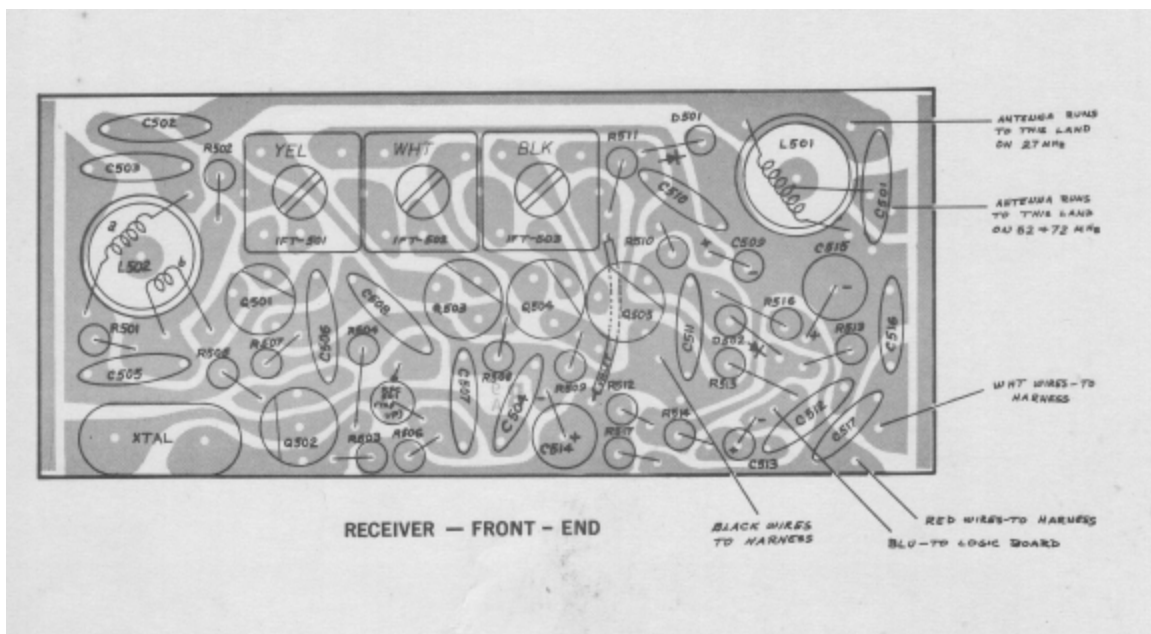 C502
C503
R502
YEL
WHT
BLK
R511
D501
L501
C501
IFT-501
IFT-502
IFT-503
C510
2
L502
R510
C509
C515
Q501
C506
C508
R503
Q504
Q505
C511
R516
C516
R501
R504
R507
R505
C505
D502
R513
R515
C507
R508
R509
R512
C504
C512
C517
XTAL
Q502
R503
R506
C514
R517
R514
C513
ANTENNA RUNS
TO THIS LAND
ON 27 MHz
ANTENNA RUNS
TO THIS LAND
ON 52 + 72 MHz
WHT WIRES-TO
HARNESS
RED WIRES-TO HARNESS
BLU-TO LOGIC BOARD
BLACK WIRES
TO HARNESS
RECEIVER — FRONT - END